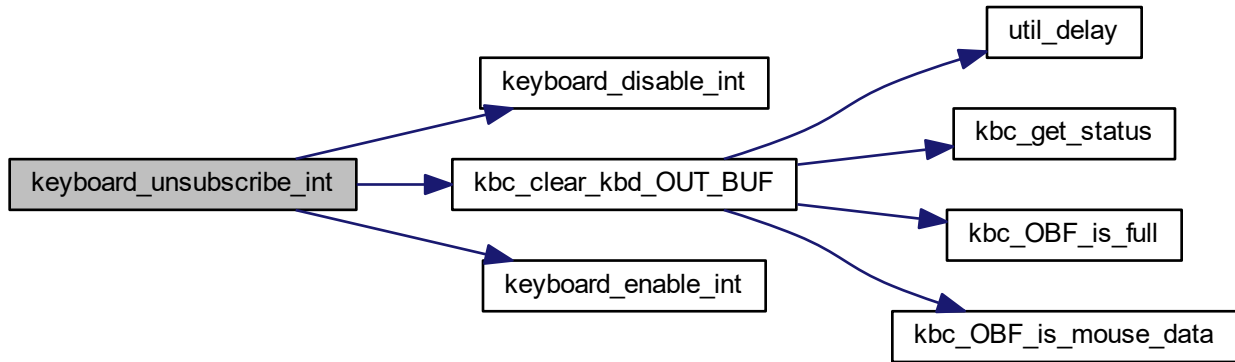 keyboard_unsubscribe_int
keyboard_disable_int
kbc_clear_kbd_OUT_BUF
keyboard_enable_int
util_delay
kbc_get_status
kbc_OBF_is_full
kbc_OBF_is_mouse_data